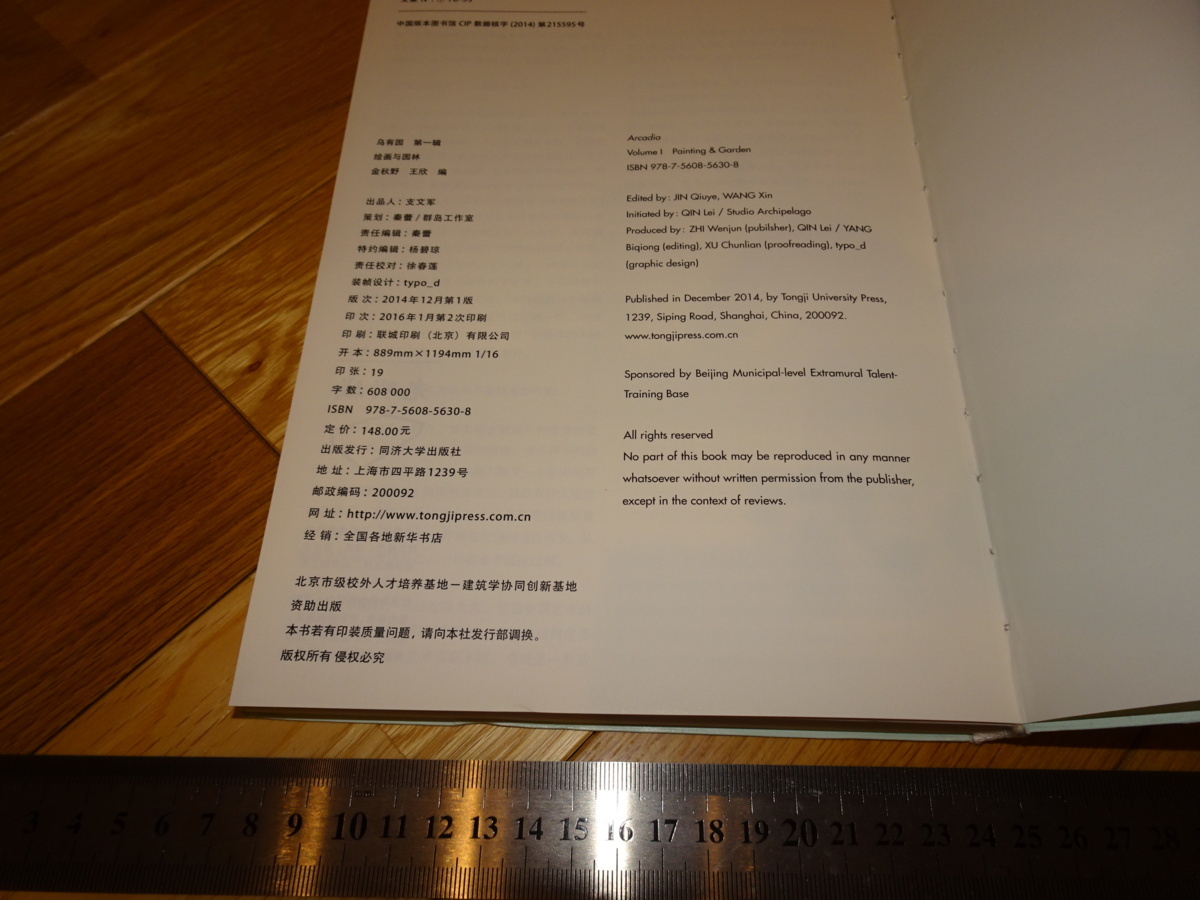 中国版本图书馆 CIP 数据核字 (2014) 第 215595 号
乌有园 第一辑
绘画与园林
金秋野 王欣 编
出品人：支文军
策划：秦蕾 / 群岛工作室
责任编辑：秦蕾
特约编辑：杨碧琼
责任校对：徐春莲
装帧设计：typo_d
版 次：2014年12月第1版
印 次：2016年1月第2次印刷
印 刷：联城印刷（北京）有限公司
开 本：889mm×1194mm 1/16
印 张：19
字 数：608 000
ISBN 978-7-5608-5630-8
定 价：148.00元
出版发行：同济大学出版社
地 址：上海市四平路1239号
邮政编码：200092
网 址：http://www.tongjipress.com.cn
经 销：全国各地新华书店
北京市级校外人才培养基地－建筑学协同创新基地
资助出版
本书若有印装质量问题，请向本社发行部调换。
版权所有 侵权必究
Arcadia
Volume I Painting & Garden
ISBN 978-7-5608-5630-8
Edited by: JIN Qiuye, WANG Xin
Initiated by: QIN Lei / Studio Archipelago
Produced by: ZHI Wenjun (pubilsher), QIN Lei / YANG
Biqiong (editing), XU Chunlian (proofreading), typo_d
(graphic design)
Published in December 2014, by Tongji University Press,
1239, Siping Road, Shanghai, China, 200092.
www.tongjipress.com.cn
Sponsored by Beijing Municipal-level Extramural Talent-
Training Base
All rights reserved
No part of this book may be reproduced in any manner
whatsoever without written permission from the publisher,
except in the context of reviews.
3 4 5 6 7 8 9 10 11 12 13 14 15 16 17 18 19 20 21 22 23 24 25 26 27 28